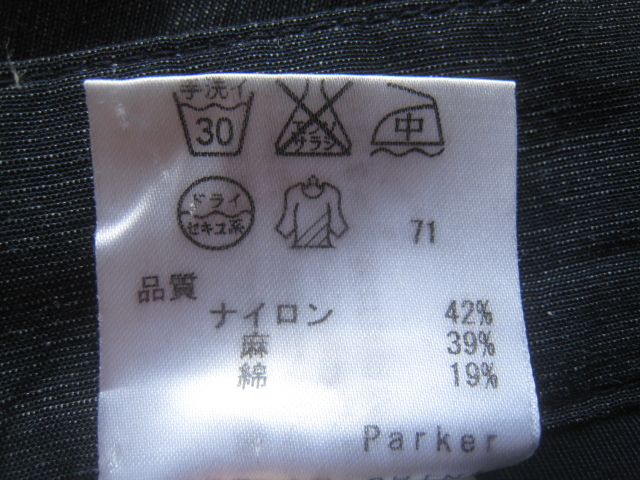 手洗イ
30
エンソ
サラシ
中
ドライ
セキユ系
71
品質
ナイロン 42%
麻 39%
綿 19%
Parker